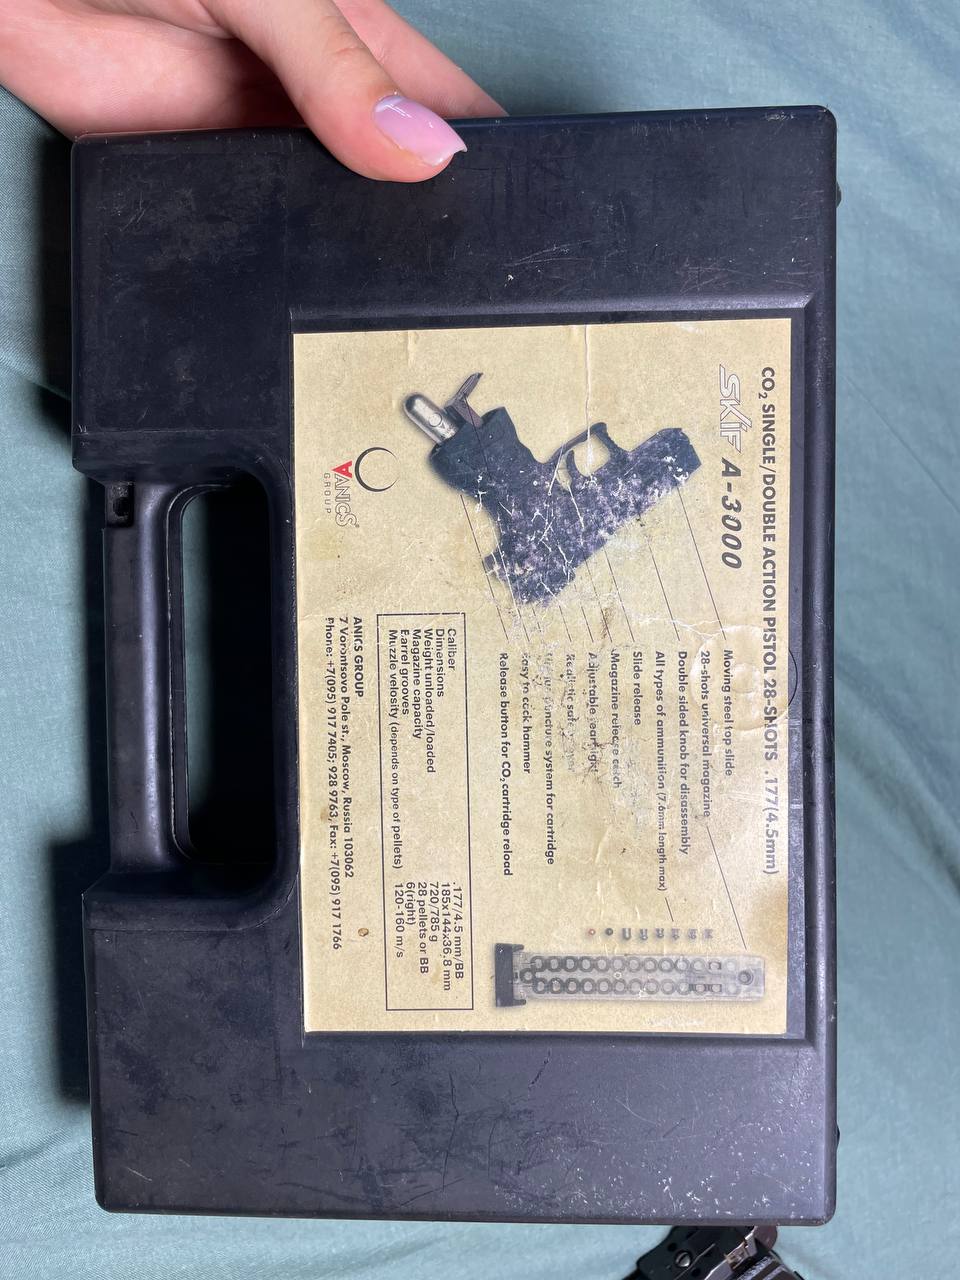 CO₂ SINGLE/DOUBLE ACTION PISTOL 28-SHOTS .177(4.5mm)
SKIF A-3000
Moving steel top slide
28-shots universal magazine
Double sided knob for disassembly
All types of ammunition (7.6mm length max)
Slide release
Magazine release catch
Adjustable rear sight
Realistic safety
puncture system for cartridge
Easy to cock hammer
Release button for CO₂ cartridge reload
ANICS®
GROUP
Caliber .177/4.5 mm/BB
Dimensions 185x144x36,8 mm
Weight unloaded/loaded 720/785 g
Magazine capacity 28 pellets or BB
Barrel grooves 6(right)
Muzzle velocity (depends on type of pellets) 120-160 m/s
ANICS GROUP
7 Vorontsovo Pole st., Moscow, Russia 103062
Phone: +7(095) 917 7405; 928 9763, Fax: +7(095) 917 1766